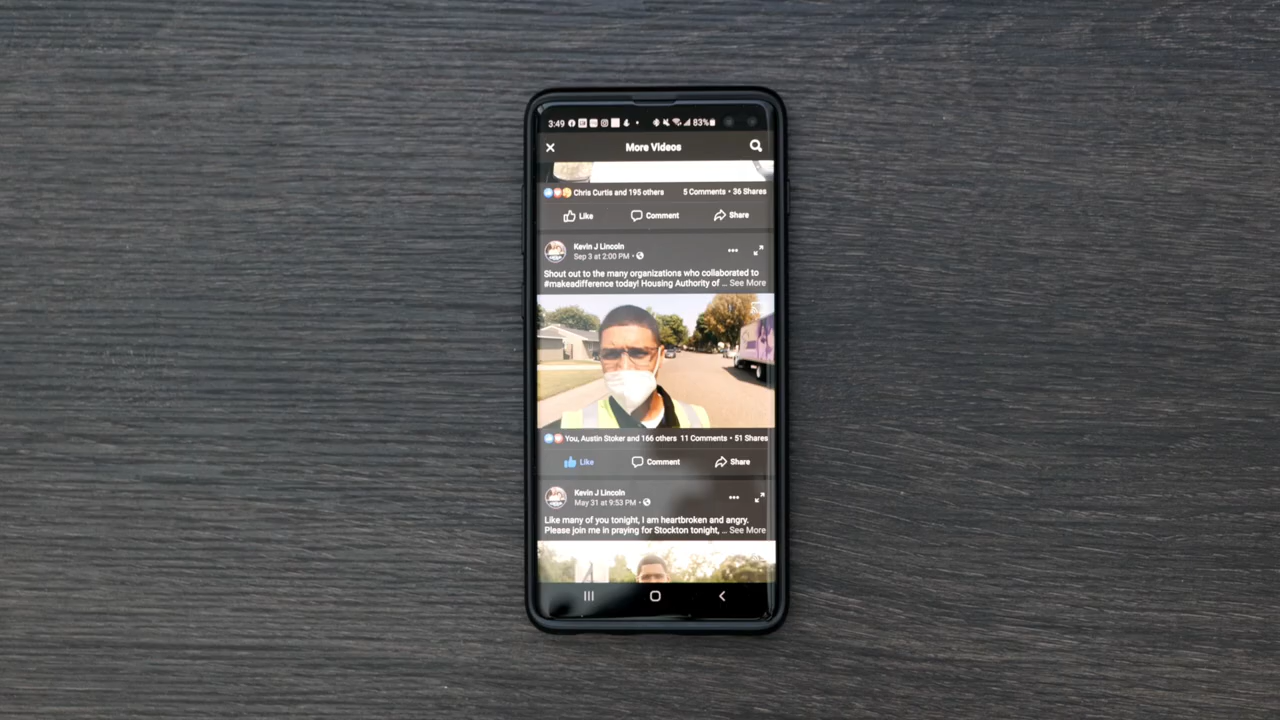 3:49 83%
More Videos
Chris Curtis and 195 others 5 Comments • 36 Shares
Like Comment Share
Kevin J Lincoln
Sep 3 at 2:00 PM •
Shout out to the many organizations who collaborated to
#makeadifference today! Housing Authority of ... See More
You, Austin Stoker and 166 others 11 Comments • 51 Shares
Like Comment Share
Kevin J Lincoln
May 31 at 9:53 PM •
Like many of you tonight, I am heartbroken and angry.
Please join me in praying for Stockton tonight, ... See More